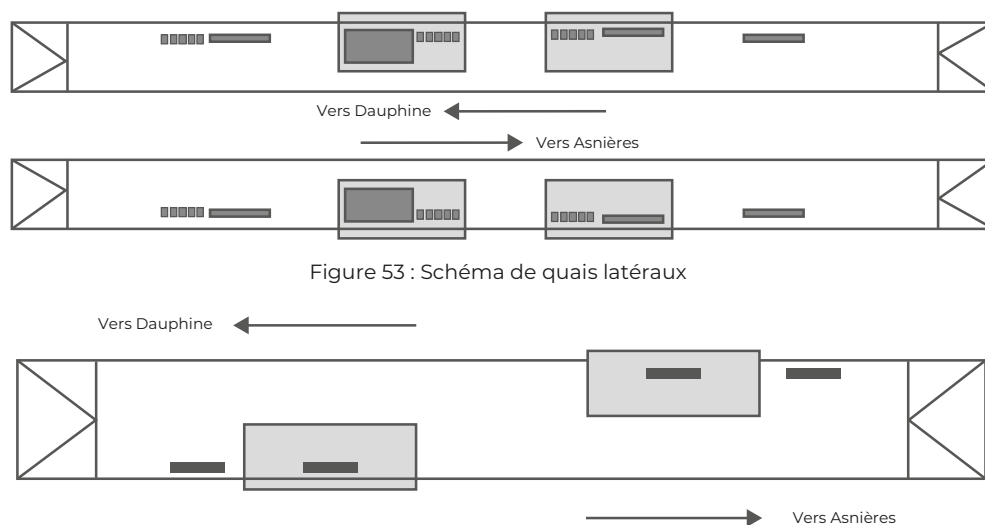 Vers Dauphine
Vers Asnières
Figure 53 : Schéma de quais latéraux
Vers Dauphine
Vers Asnières